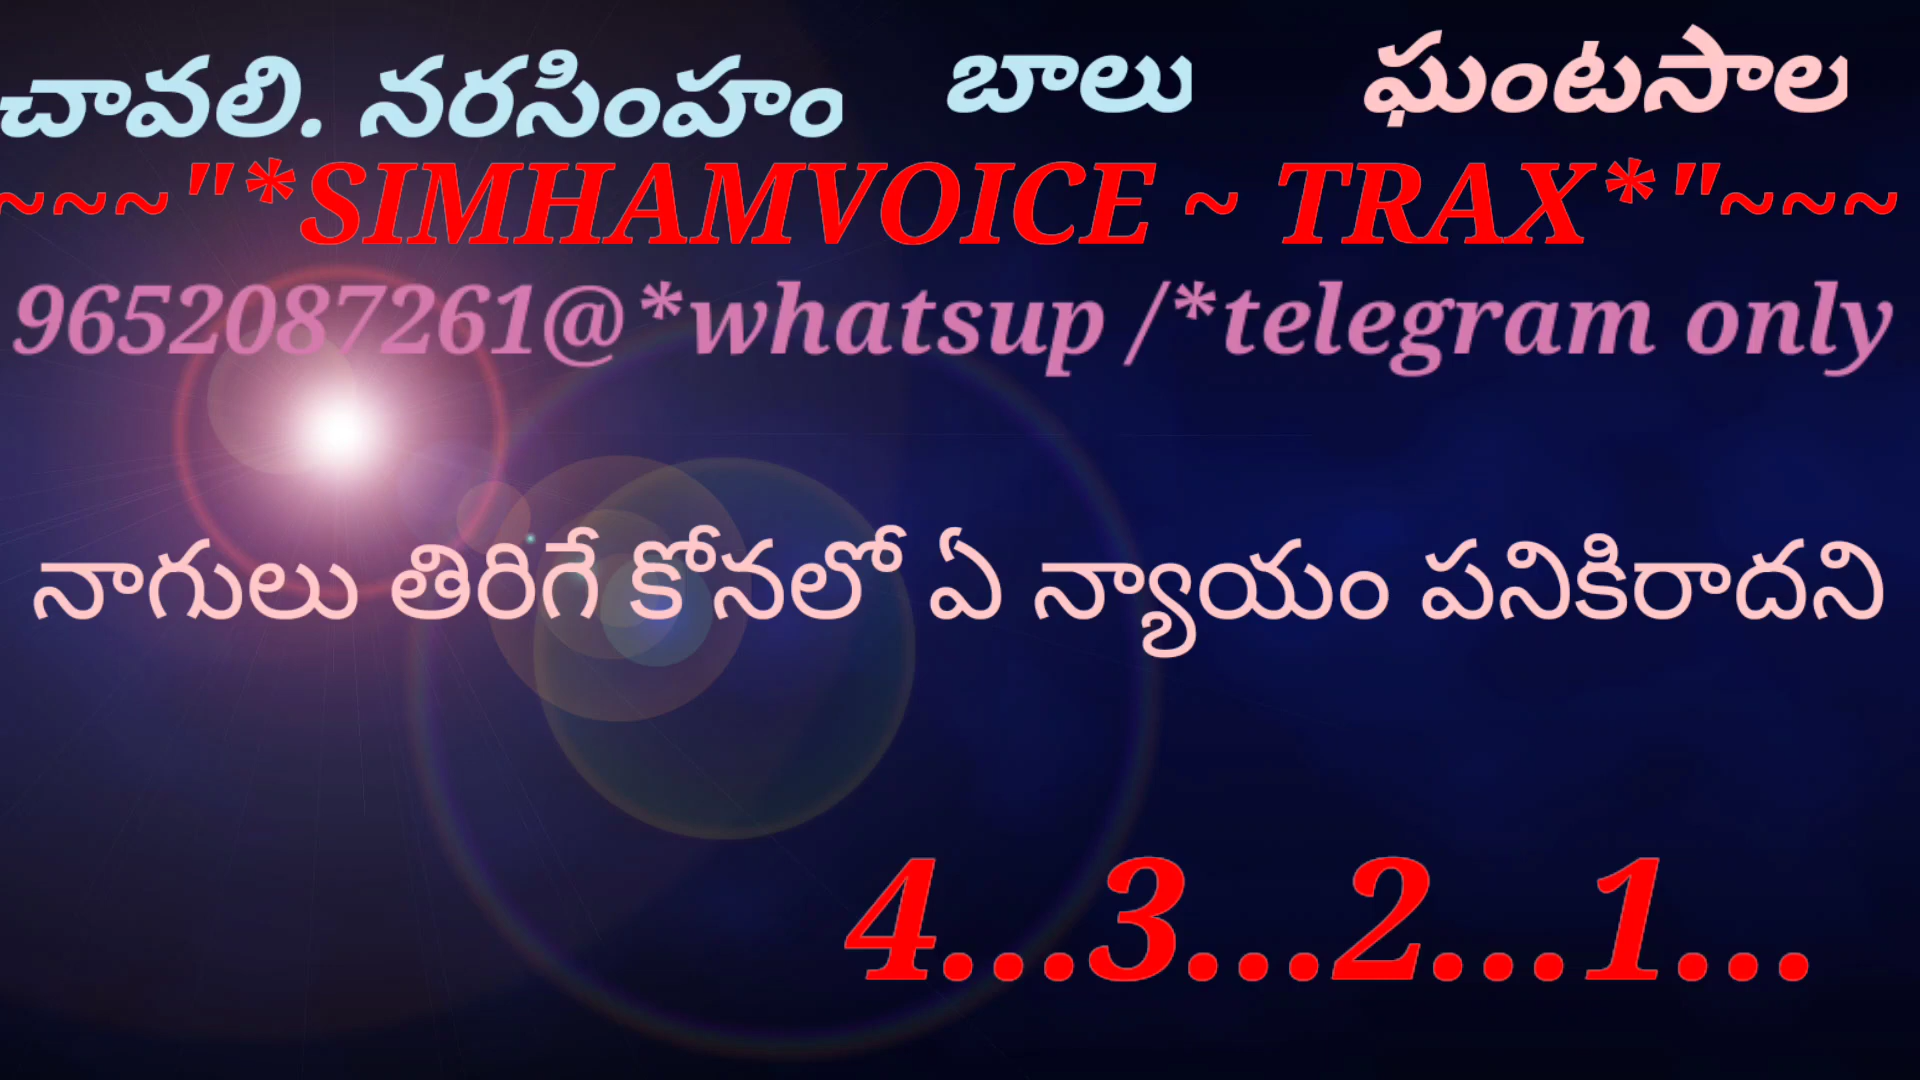 చావలి. నరసింహం బాలు ఘంటసాల
~~~"*SIMHAMVOICE ~ TRAX*"~~~
9652087261@*whatsup /*telegram only
నాగులు తిరిగే కోనలో ఏ న్యాయం పనికిరాదని
4...3...2...1...